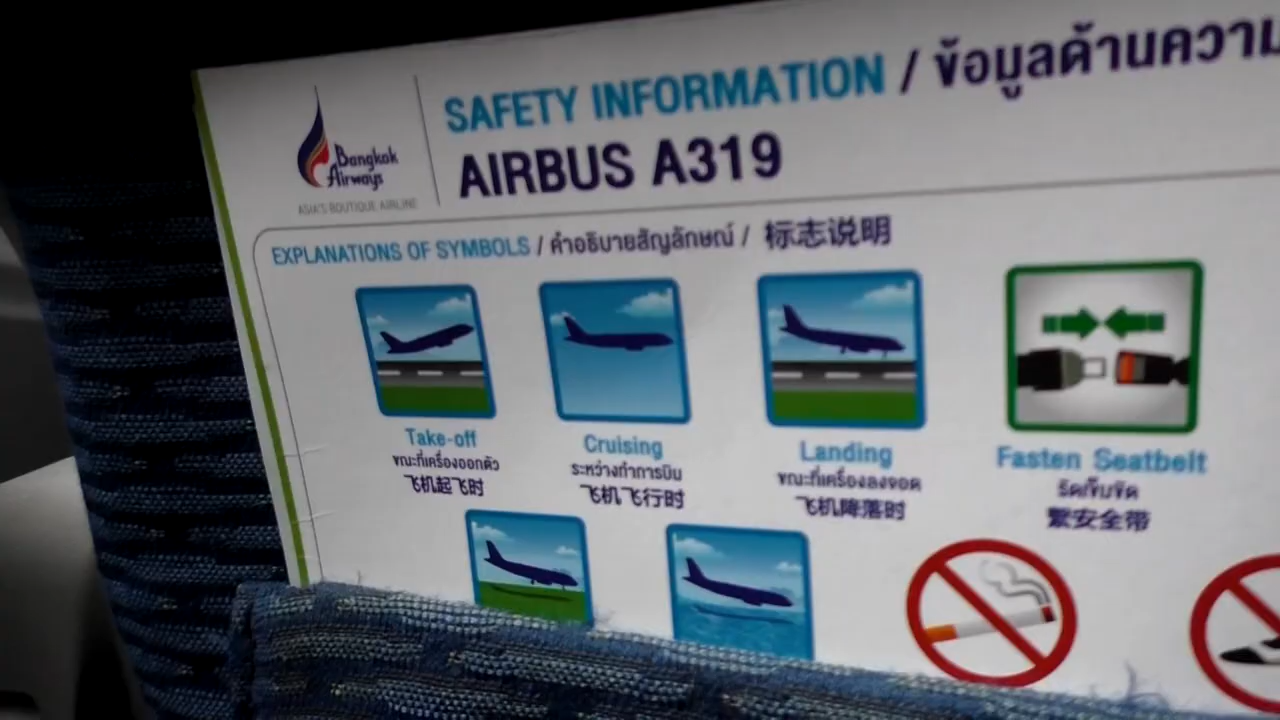 Bangkok
Airways
ASIA'S BOUTIQUE AIRLINE
SAFETY INFORMATION / ข้อมูลด้านความ
AIRBUS A319
EXPLANATIONS OF SYMBOLS / คำอธิบายสัญลักษณ์ / 标志说明
Take-off
ขณะที่เครื่องออกตัว
飞机起飞时
Cruising
ระหว่างทำการบิน
飞机飞行时
Landing
ขณะที่เครื่องลงจอด
飞机降落时
Fasten Seatbelt
รัดเข็มขัด
繫安全带